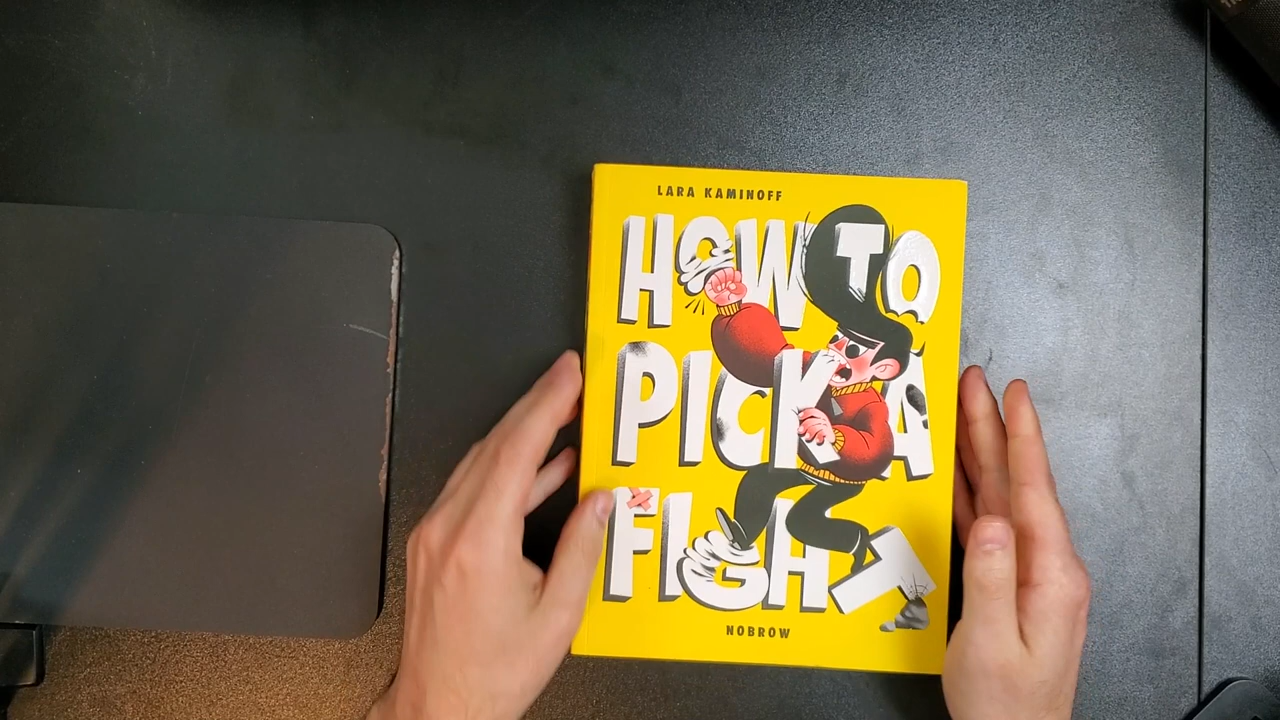 LARA KAMINOFF
HOW TO
PICK A
FIGHT
NOBROW